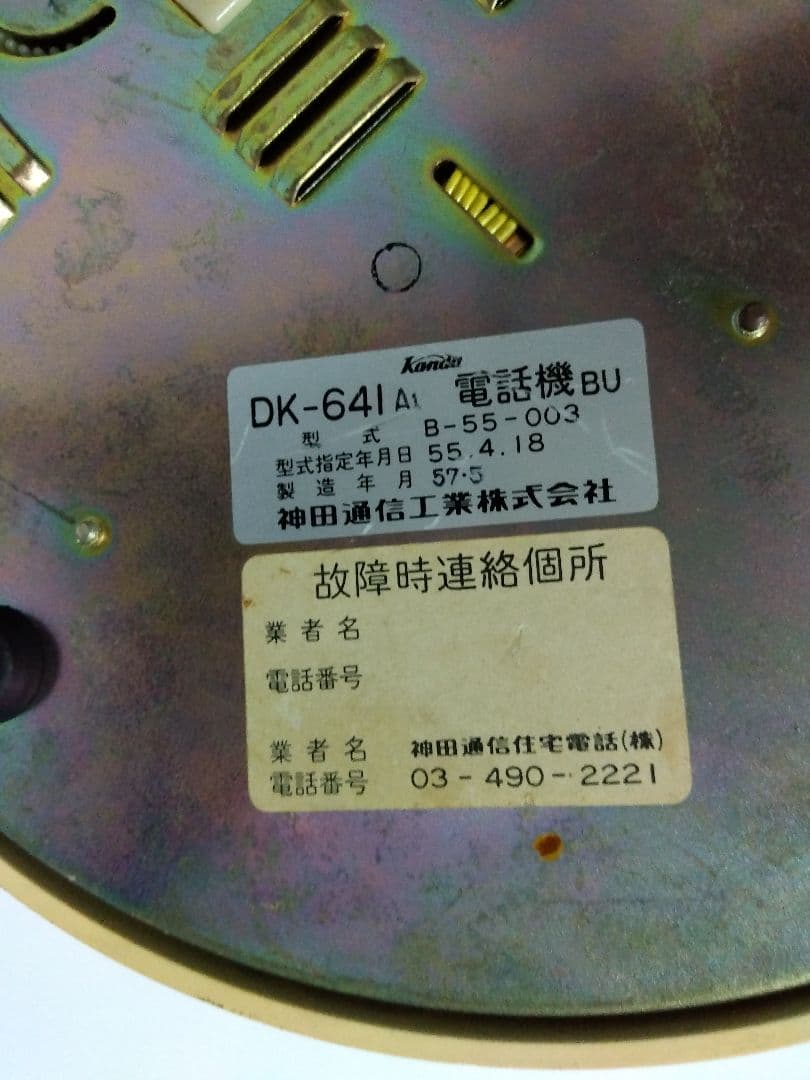 Kanda
DK-641 A1 電話機 BU
型式 B-55-003
型式指定年月日 55.4.18
製造年月 57・5
神田通信工業株式会社
故障時連絡個所
業者名
電話番号
業者名 神田通信住宅電話(株)
電話番号 03-490-2221